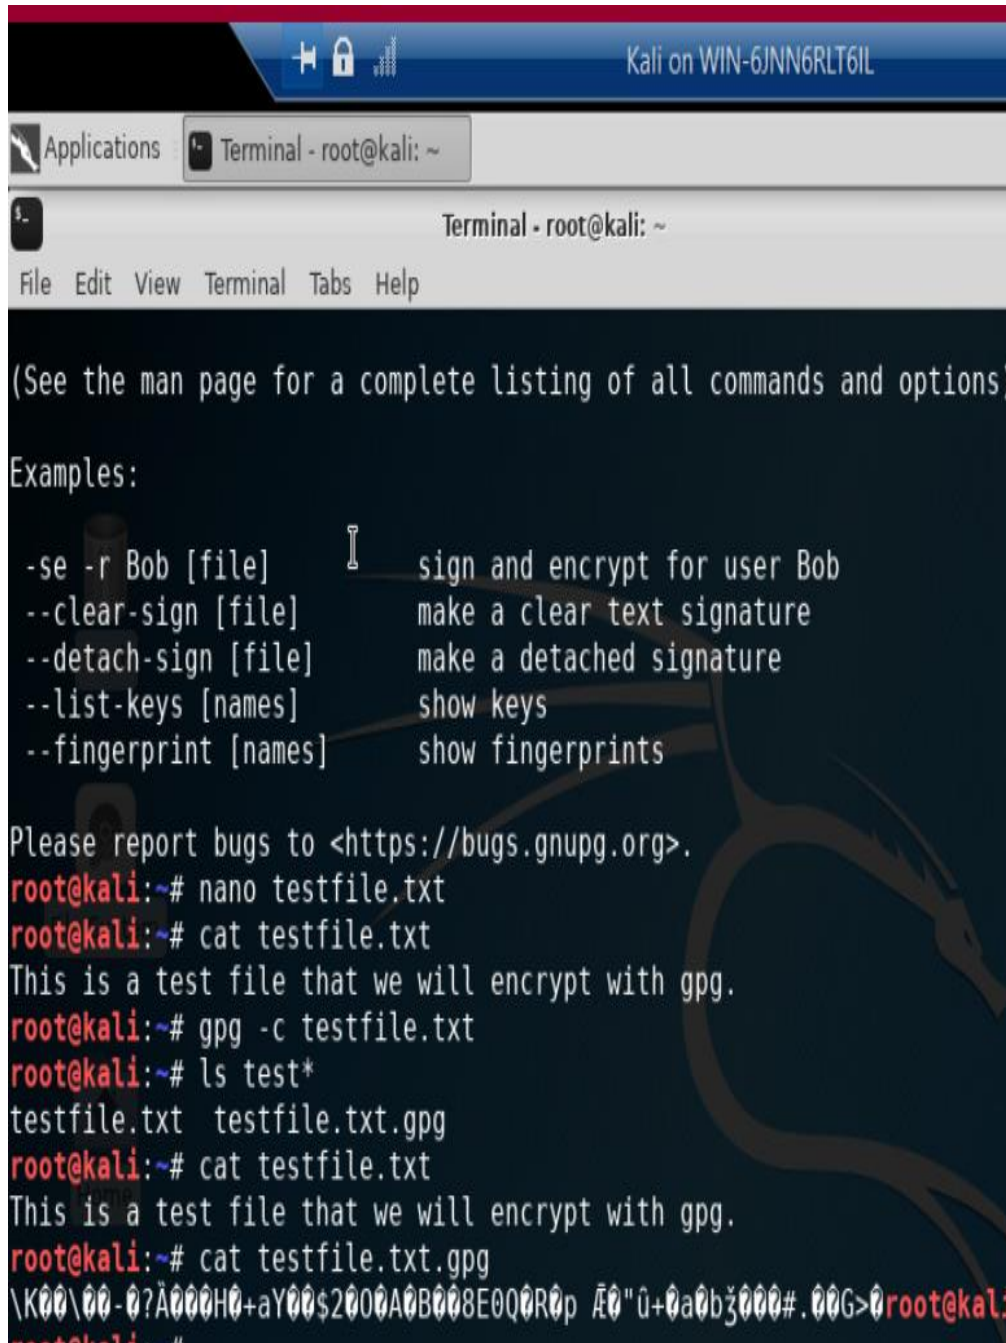 Kali on WIN-6JNN6RLT6IL
Applications Terminal - root@kali: ~
Terminal - root@kali: ~
File Edit View Terminal Tabs Help
(See the man page for a complete listing of all commands and options)
Examples:
-se -r Bob [file] sign and encrypt for user Bob
--clear-sign [file] make a clear text signature
--detach-sign [file] make a detached signature
--list-keys [names] show keys
--fingerprint [names] show fingerprints
Please report bugs to <https://bugs.gnupg.org>.
root@kali:~# nano testfile.txt
root@kali:~# cat testfile.txt
This is a test file that we will encrypt with gpg.
root@kali:~# gpg -c testfile.txt
root@kali:~# ls test*
testfile.txt testfile.txt.gpg
root@kali:~# cat testfile.txt
This is a test file that we will encrypt with gpg.
root@kali:~# cat testfile.txt.gpg
\K��\��-�?Ä���H�+aY��$2�O�A�B��8E0Q�R�p Æ�"û+�a�bǯ���#.��G>�root@kali